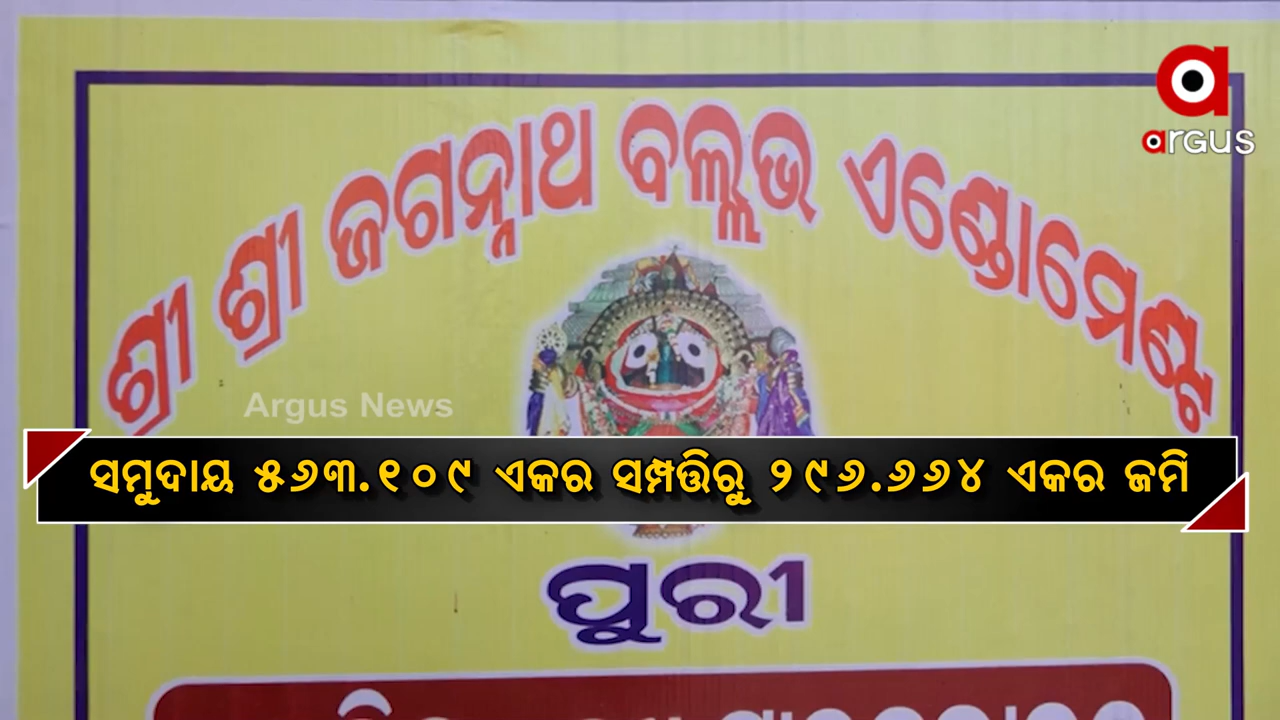 argus
ଶ୍ରୀ ଶ୍ରୀ ଜଗନ୍ନାଥ ବଲ୍ଲଭ ଏଣ୍ଡୋମେଣ୍ଟ
Argus News
ସମୁଦାୟ ୫୬୩.୧୦୯ ଏକର ସମ୍ପତ୍ତିରୁ ୨୯୬.୬୬୪ ଏକର ଜମି
ପୁରୀ